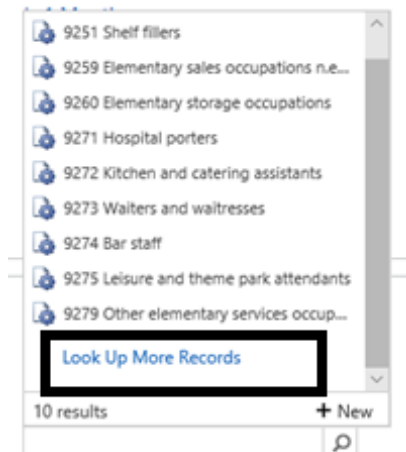 9251 Shelf fillers
9259 Elementary sales occupations n.e...
9260 Elementary storage occupations
9271 Hospital porters
9272 Kitchen and catering assistants
9273 Waiters and waitresses
9274 Bar staff
9275 Leisure and theme park attendants
9279 Other elementary services occup...
Look Up More Records
10 results + New